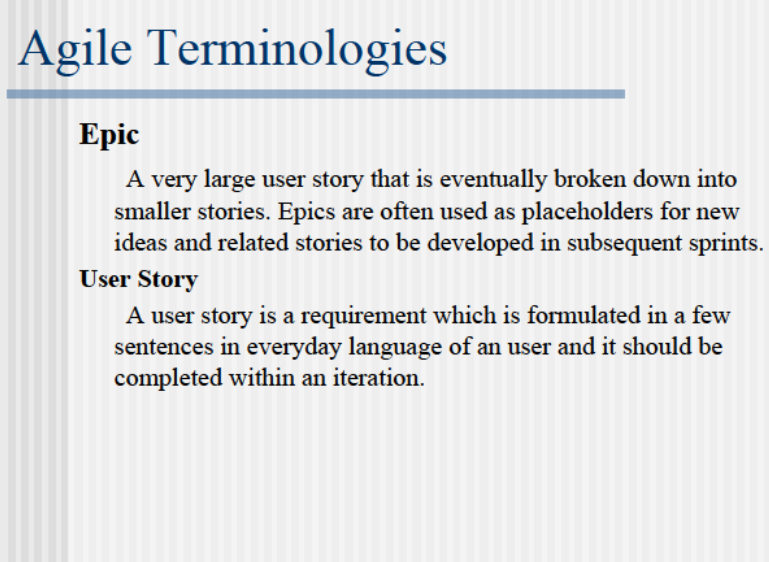 Agile Terminologies
Epic
A very large user story that is eventually broken down into
smaller stories. Epics are often used as placeholders for new
ideas and related stories to be developed in subsequent sprints.
User Story
A user story is a requirement which is formulated in a few
sentences in everyday language of an user and it should be
completed within an iteration.